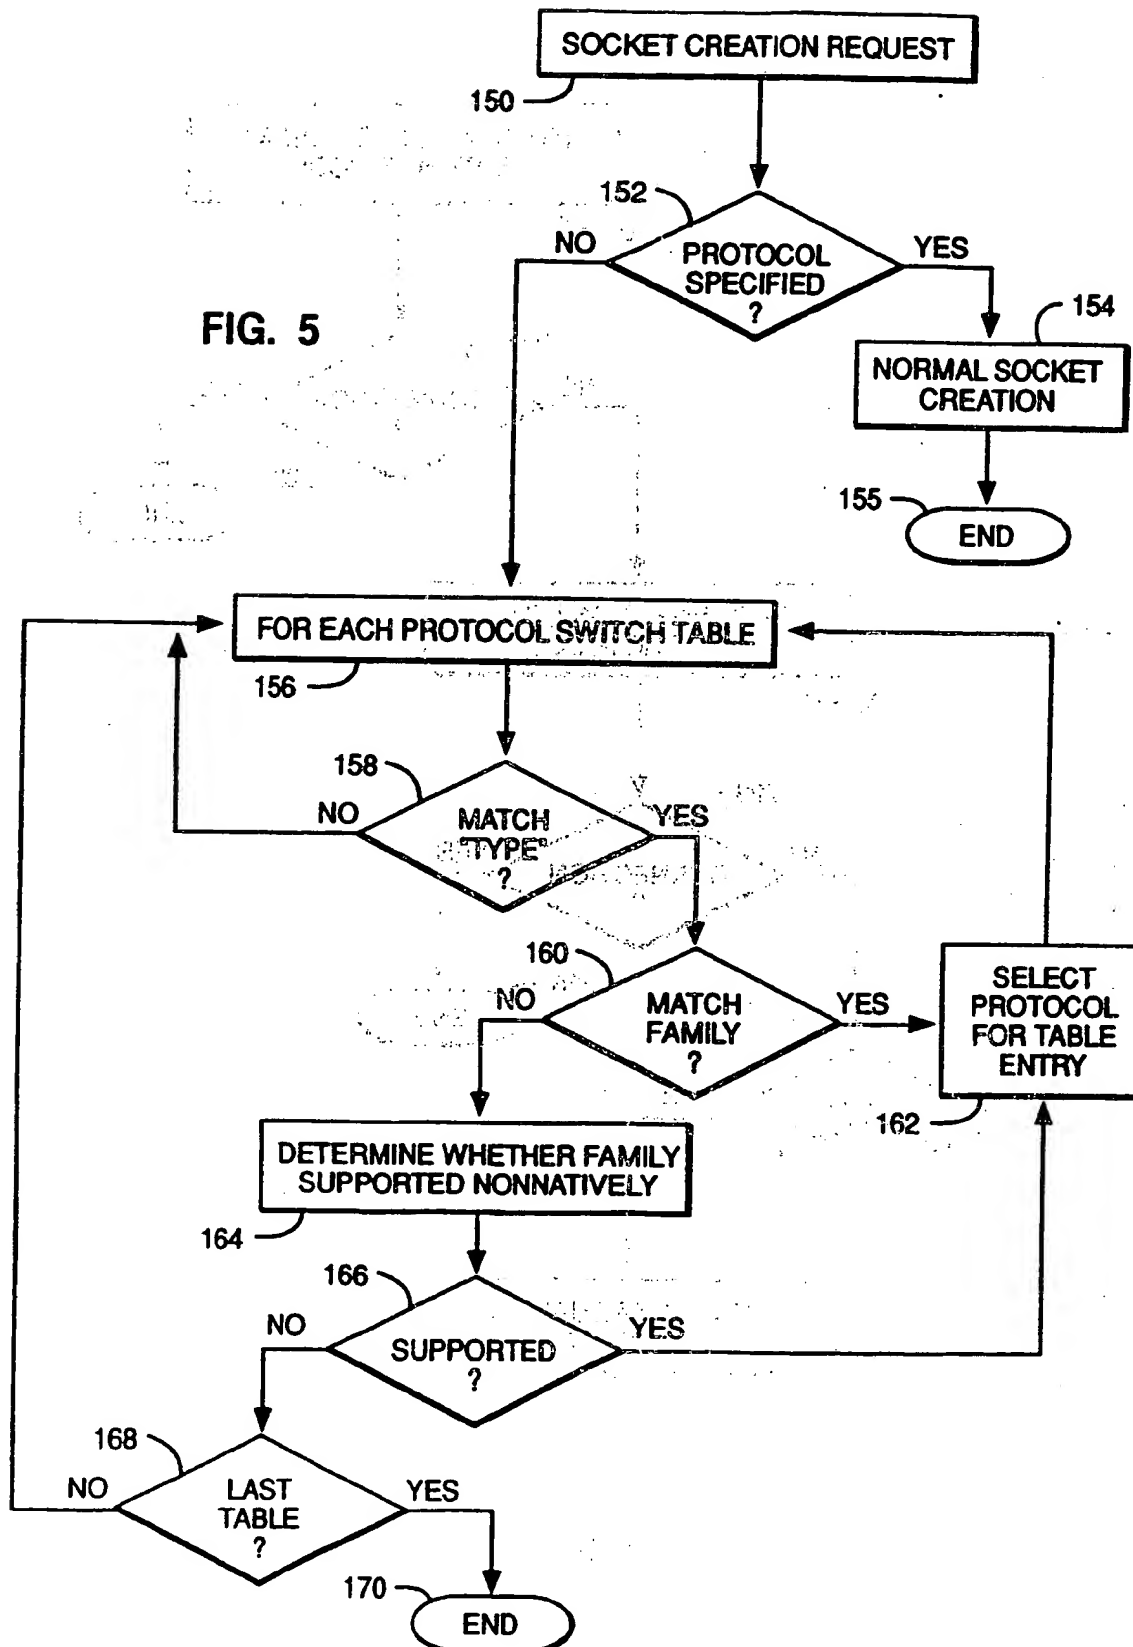 SOCKET CREATION REQUEST
150
152
NO
PROTOCOL
SPECIFIED
?
YES
FIG. 5
154
NORMAL SOCKET
CREATION
155
END
FOR EACH PROTOCOL SWITCH TABLE
156
158
NO
MATCH
"TYPE"
?
YES
160
NO
MATCH
FAMILY
?
YES
SELECT
PROTOCOL
FOR TABLE
ENTRY
162
DETERMINE WHETHER FAMILY
SUPPORTED NONNATIVELY
164
166
NO
SUPPORTED
?
YES
168
NO
LAST
TABLE
?
YES
170
END